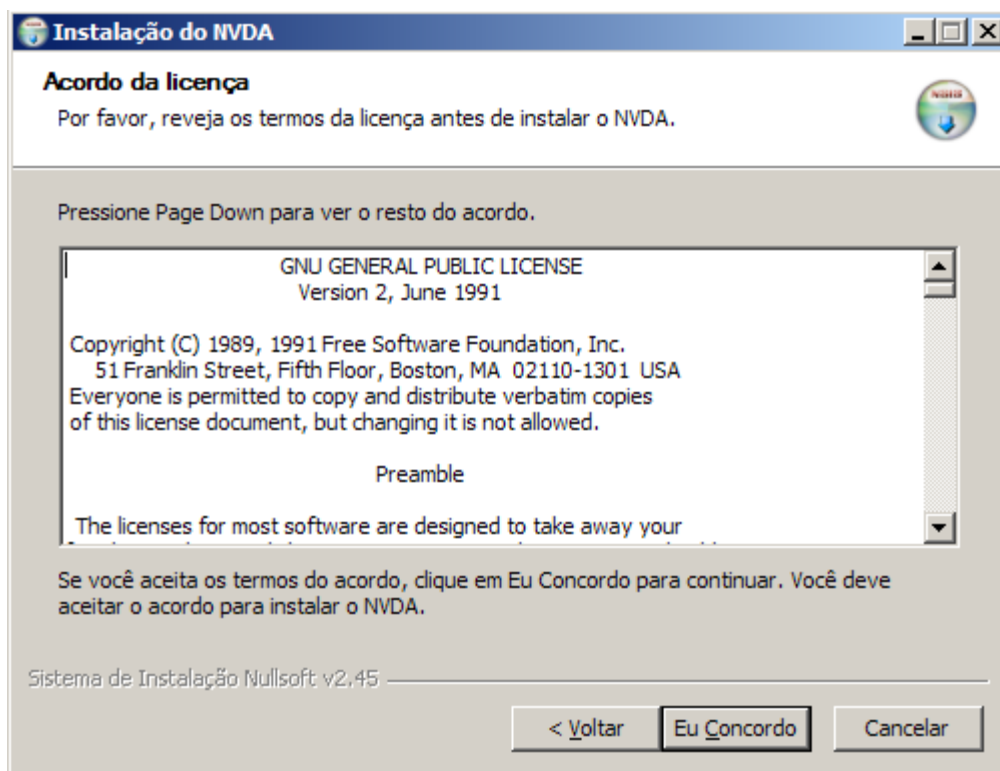 Instalação do NVDA
Acordo da licença
Por favor, reveja os termos da licença antes de instalar o NVDA.
Pressione Page Down para ver o resto do acordo.
GNU GENERAL PUBLIC LICENSE
Version 2, June 1991
Copyright (C) 1989, 1991 Free Software Foundation, Inc.
51 Franklin Street, Fifth Floor, Boston, MA 02110-1301 USA
Everyone is permitted to copy and distribute verbatim copies
of this license document, but changing it is not allowed.
Preamble
The licenses for most software are designed to take away your
Se você aceita os termos do acordo, clique em Eu Concordo para continuar. Você deve
aceitar o acordo para instalar o NVDA.
Sistema de Instalação Nullsoft v2.45
< Voltar Eu Concordo Cancelar